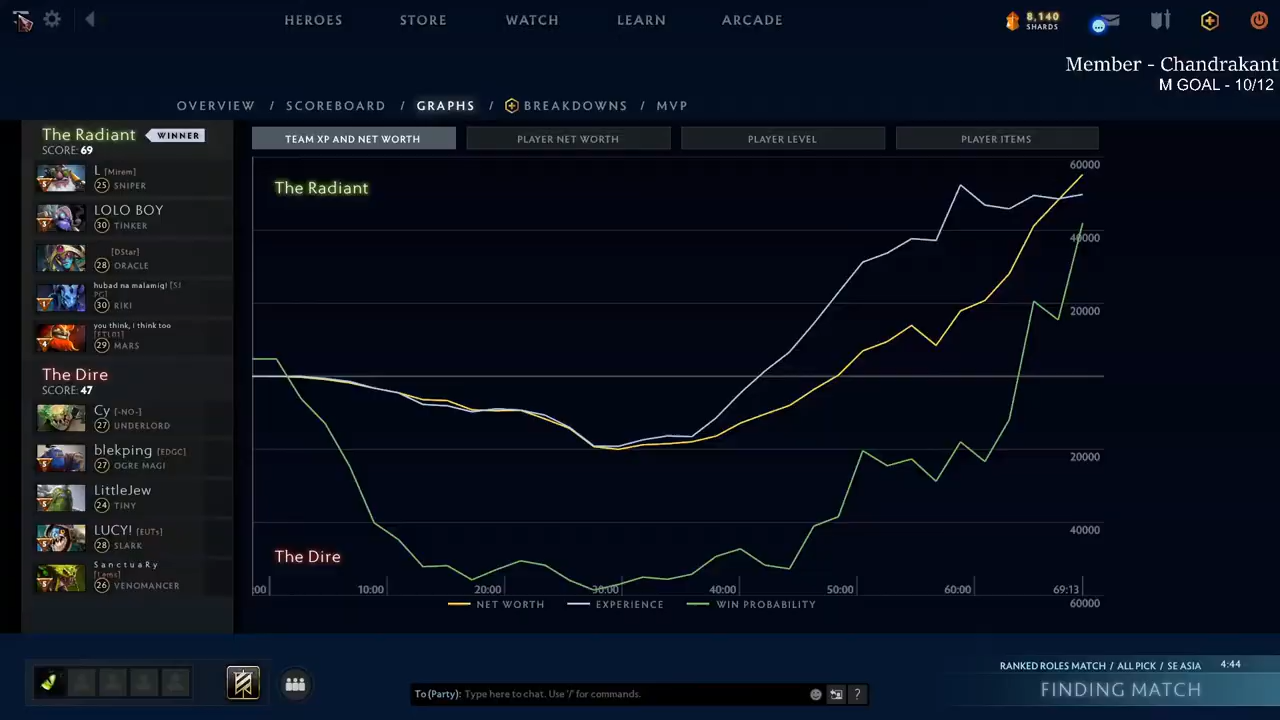 HEROES STORE WATCH LEARN ARCADE
8,140
SHARDS
Member - Chandrakant
M GOAL - 10/12
OVERVIEW / SCOREBOARD / GRAPHS / BREAKDOWNS / MVP
The Radiant WINNER
SCORE: 69
TEAM XP AND NET WORTH PLAYER NET WORTH PLAYER LEVEL PLAYER ITEMS
L [Mirem]
25 SNIPER
LOLO BOY
30 TINKER
[DStar]
28 ORACLE
hubad na malamig!
30 RIKI
you think, i think too
[ETL01]
29 MARS
The Dire
SCORE: 47
Cy [-NO-]
27 UNDERLORD
blekping [EDGC]
27 OGRE MAGI
LittleJew
24 TINY
LUCY! [EUTs]
28 SLARK
SanctuaRy
26 VENOMANCER
The Radiant
60000
40000
20000
20000
40000
60000
The Dire
:00 10:00 20:00 30:00 40:00 50:00 60:00 69:13
NET WORTH EXPERIENCE WIN PROBABILITY
To (Party): Type here to chat. Use '/' for commands. ?
RANKED ROLES MATCH / ALL PICK / SE ASIA 4:44
FINDING MATCH